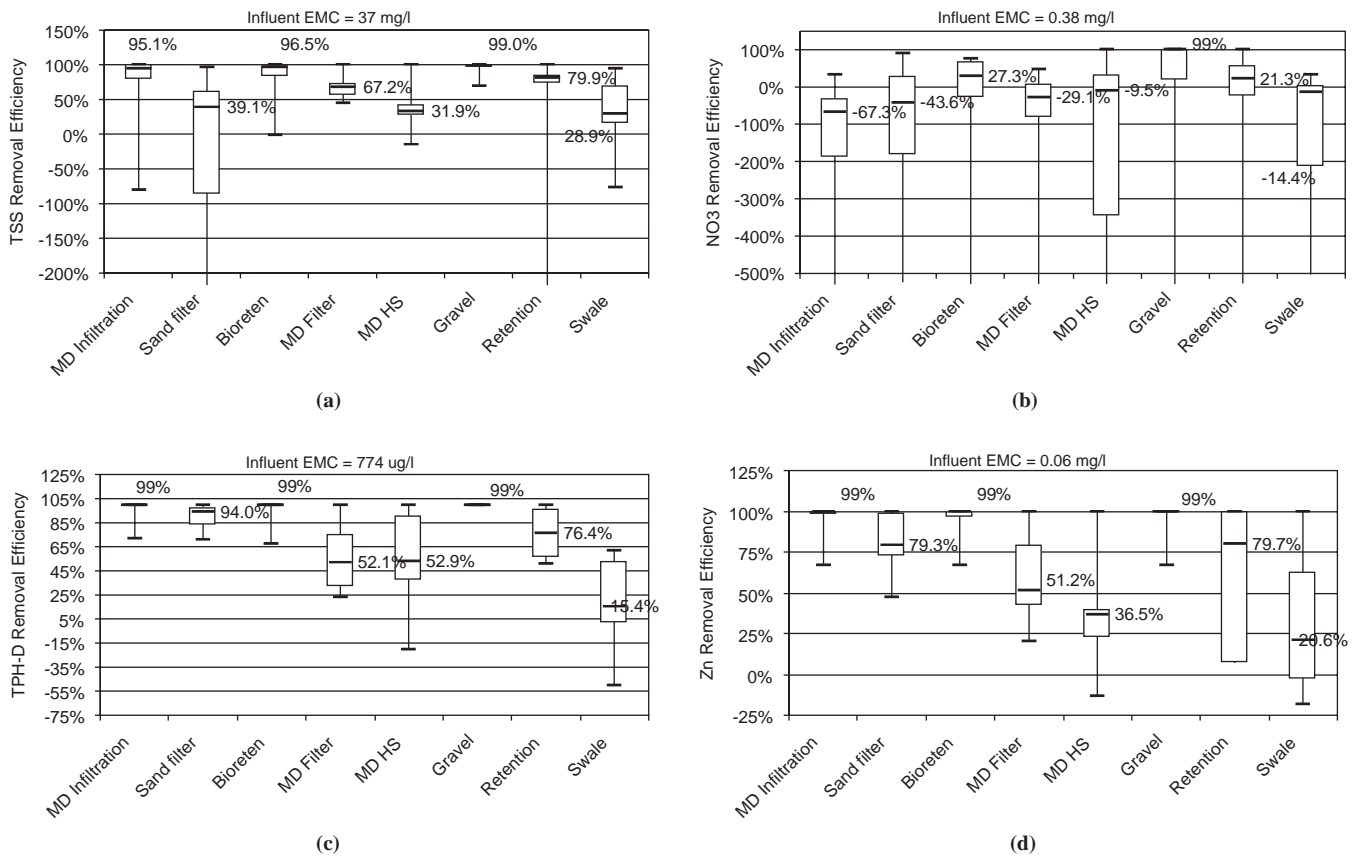 Influent EMC = 37 mg/l
TSS Removal Efficiency
150%
100%
50%
0%
-50%
-100%
-150%
-200%
95.1%
39.1%
96.5%
67.2%
31.9%
99.0%
79.9%
28.9%
MD Infiltration
Sand filter
Bioreten
MD Filter
MD HS
Gravel
Retention
Swale
(a)
Influent EMC = 0.38 mg/l
NO3 Removal Efficiency
100%
0%
-100%
-200%
-300%
-400%
-500%
-67.3%
-43.6%
27.3%
-29.1%
-9.5%
99%
21.3%
-14.4%
MD Infiltration
Sand filter
Bioreten
MD Filter
MD HS
Gravel
Retention
Swale
(b)
Influent EMC = 774 ug/l
TPH-D Removal Efficiency
125%
105%
85%
65%
45%
25%
5%
-15%
-35%
-55%
-75%
99%
94.0%
99%
52.1%
52.9%
99%
76.4%
15.4%
MD Infiltration
Sand filter
Bioreten
MD Filter
MD HS
Gravel
Retention
Swale
(c)
Influent EMC = 0.06 mg/l
Zn Removal Efficiency
125%
100%
75%
50%
25%
0%
-25%
99%
79.3%
99%
51.2%
36.5%
99%
79.7%
20.6%
MD Infiltration
Sand filter
Bioreten
MD Filter
MD HS
Gravel
Retention
Swale
(d)